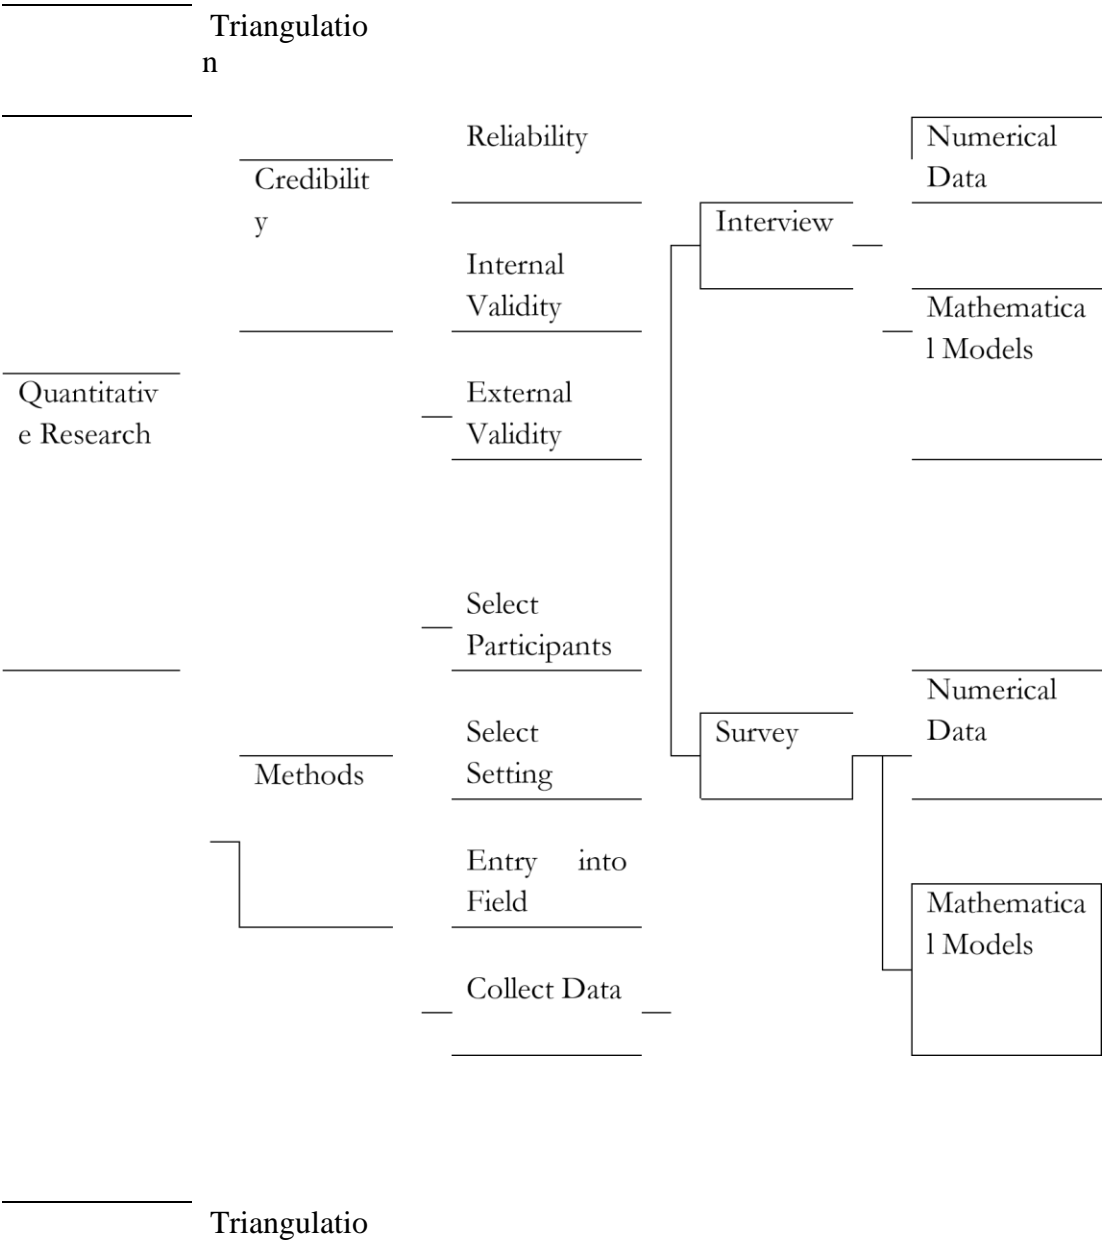 Triangulatio
n
Quantitativ
e Research
Credibilit
y
Methods
Reliability
Internal
Validity
External
Validity
Select
Participants
Select
Setting
Entry into
Field
Collect Data
Interview
Survey
Numerical
Data
Mathematica
l Models
Numerical
Data
Mathematica
l Models
Triangulatio